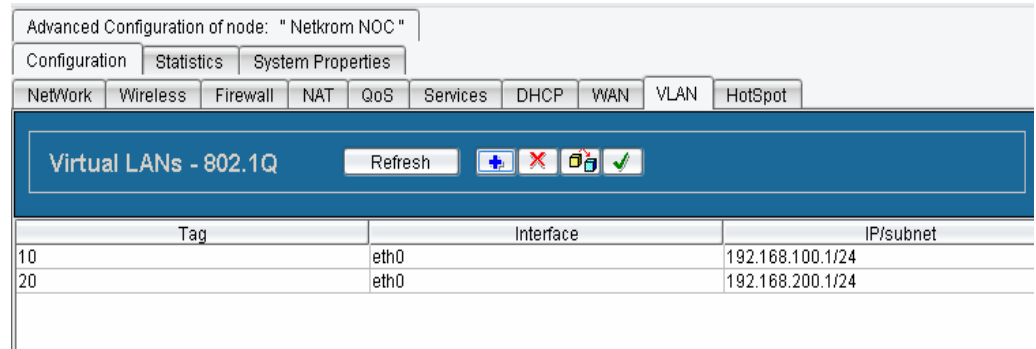 Advanced Configuration of node: "Netkrom NOC"
Configuration Statistics System Properties
NetWork Wireless Firewall NAT QoS Services DHCP WAN VLAN HotSpot
Virtual LANs - 802.1Q Refresh
Tag Interface IP/subnet
10 eth0 192.168.100.1/24
20 eth0 192.168.200.1/24